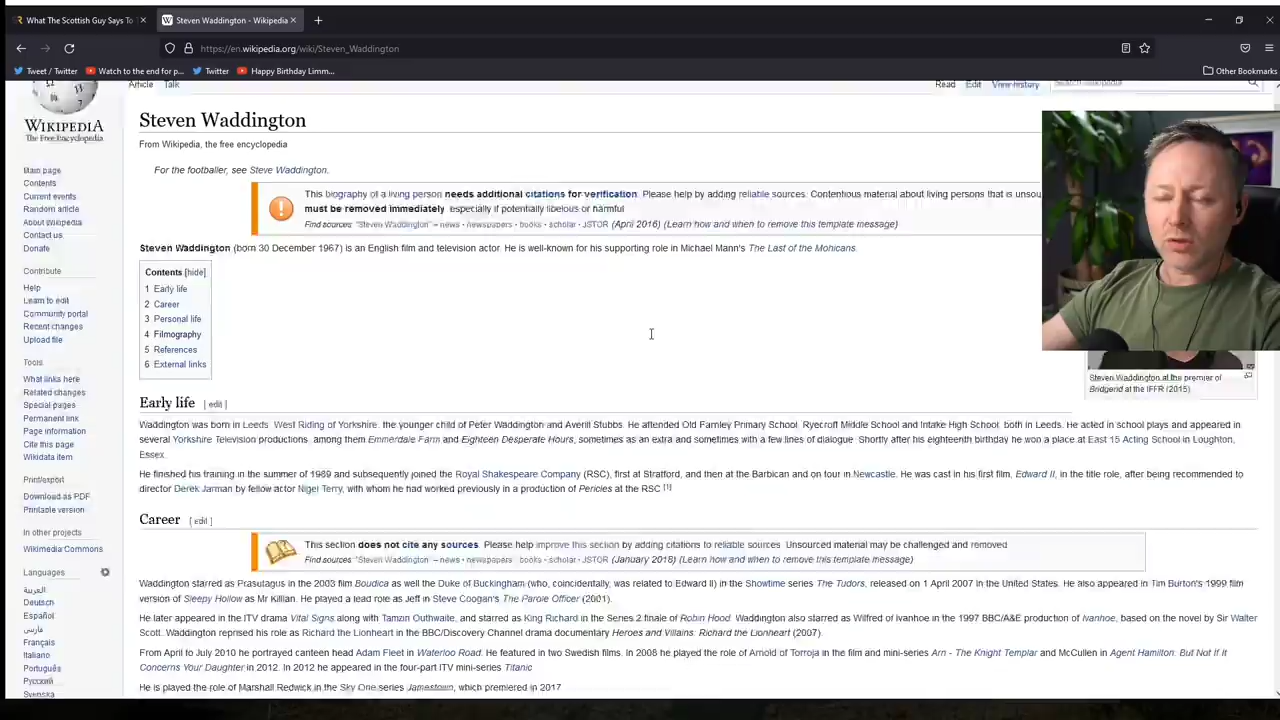 What The Scottish Guy Says To
Steven Waddington - Wikipedia
https://en.wikipedia.org/wiki/Steven_Waddington
Tweet / Twitter
Watch to the end for p...
Twitter
Happy Birthday Limm...
Other Bookmarks
Article Talk
Read Edit View history
Search Wikipedia
WIKIPEDIA
The Free Encyclopedia
Main page
Contents
Current events
Random article
About Wikipedia
Contact us
Donate
Contribute
Help
Learn to edit
Community portal
Recent changes
Upload file
Tools
What links here
Related changes
Special pages
Permanent link
Page information
Cite this page
Wikidata item
Print/export
Download as PDF
Printable version
In other projects
Wikimedia Commons
Languages
العربية
Deutsch
Español
فارسی
Français
Italiano
Português
Русский
Svenska
Steven Waddington
From Wikipedia, the free encyclopedia
For the footballer, see Steve Waddington.
This biography of a living person needs additional citations for verification. Please help by adding reliable sources. Contentious material about living persons that is
must be removed immediately especially if potentially libelous or harmful
Find sources "Steven Waddington" – news · newspapers · books · scholar · JSTOR (April 2016) (Learn how and when to remove this template message)
Steven Waddington (born 30 December 1967) is an English film and television actor. He is well-known for his supporting role in Michael Mann's The Last of the Mohicans.
Contents [hide]
1 Early life
2 Career
3 Personal life
4 Filmography
5 References
6 External links
Steven Waddington at the premier of
Bridgend at the IFFR (2015)
Early life [ edit ]
Waddington was born in Leeds West Riding of Yorkshire, the younger child of Peter Waddington and Averill Stubbs. He attended Old Farnley Primary School, Ryecroft Middle School and Intake High School, both in Leeds. He acted in school plays and appeared in
several Yorkshire Television productions among them Emmerdale Farm and Eighteen Desperate Hours, sometimes as an extra and sometimes with a few lines of dialogue. Shortly after his eighteenth birthday he won a place at East 15 Acting School in Loughton,
Essex.
He finished his training in the summer of 1989 and subsequently joined the Royal Shakespeare Company (RSC), first at Stratford, and then at the Barbican and on tour in Newcastle. He was cast in his first film, Edward II, in the title role, after being recommended to
director Derek Jarman by fellow actor Nigel Terry, with whom he had worked previously in a production of Pericles at the RSC [1]
Career [ edit ]
This section does not cite any sources. Please help improve this section by adding citations to reliable sources. Unsourced material may be challenged and removed
Find sources "Steven Waddington" – news · newspapers · books · scholar · JSTOR (January 2018) (Learn how and when to remove this template message)
Waddington starred as Prasutagus in the 2003 film Boudica as well the Duke of Buckingham (who, coincidentally, was related to Edward II) in the Showtime series The Tudors, released on 1 April 2007 in the United States. He also appeared in Tim Burton's 1999 film
version of Sleepy Hollow as Mr Killian. He played a lead role as Jeff in Steve Coogan's The Parole Officer (2001).
He later appeared in the ITV drama Vital Signs along with Tamzin Outhwaite, and starred as King Richard in the Series 2 finale of Robin Hood. Waddington also starred as Wilfred of Ivanhoe in the 1997 BBC/A&E production of Ivanhoe, based on the novel by Sir Walter
Scott. Waddington reprised his role as Richard the Lionheart in the BBC/Discovery Channel drama documentary Heroes and Villains: Richard the Lionheart (2007).
From April to July 2010 he portrayed canteen head Adam Fleet in Waterloo Road. He featured in two Swedish films. In 2008 he played the role of Arnold of Torroja in the film and mini-series Arn - The Knight Templar and McCullen in Agent Hamilton: But Not If It
Concerns Your Daughter in 2012. In 2012 he appeared in the four-part ITV mini-series Titanic
He is played the role of Marshall Redwick in the Sky One series Jamestown, which premiered in 2017